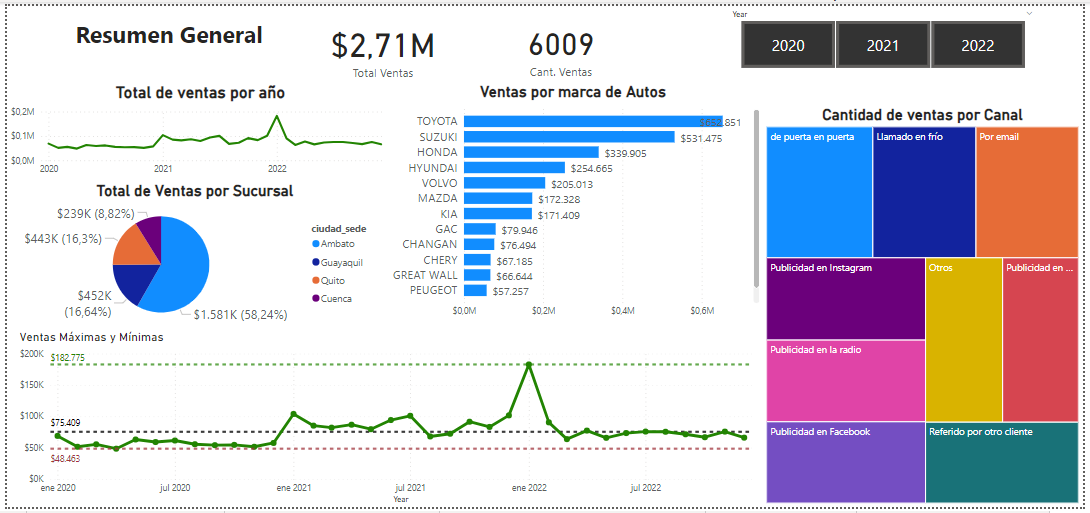 Resumen General
$2,71M
Total Ventas
6009
Cant. Ventas
Year
2020
2021
2022
Total de ventas por año
$0,2M
$0,1M
$0,0M
2020
2021
2022
Ventas por marca de Autos
TOYOTA
SUZUKI $531.475
HONDA $339.905
HYUNDAI $254.665
VOLVO $205.013
MAZDA $172.328
KIA $171.409
GAC $79.946
CHANGAN $76.494
CHERY $67.185
GREAT WALL $66.644
PEUGEOT $57.257
$0,0M
$0,2M
$0,4M
$0,6M
Total de Ventas por Sucursal
$239K (8,82%)
$443K (16,3%)
$452K
(16,64%)
$1.581K (58,24%)
ciudad_sede
Ambato
Guayaquil
Quito
Cuenca
Cantidad de ventas por Canal
de puerta en puerta
Llamado en frío
Por email
Publicidad en Instagram
Otros
Publicidad en ...
Publicidad en la radio
Publicidad en Facebook
Referido por otro cliente
Ventas Máximas y Mínimas
$200K
$150K
$100K
$50K
$0K
$182.775
$75.409
$48.463
ene 2020
jul 2020
ene 2021
jul 2021
ene 2022
jul 2022
Year